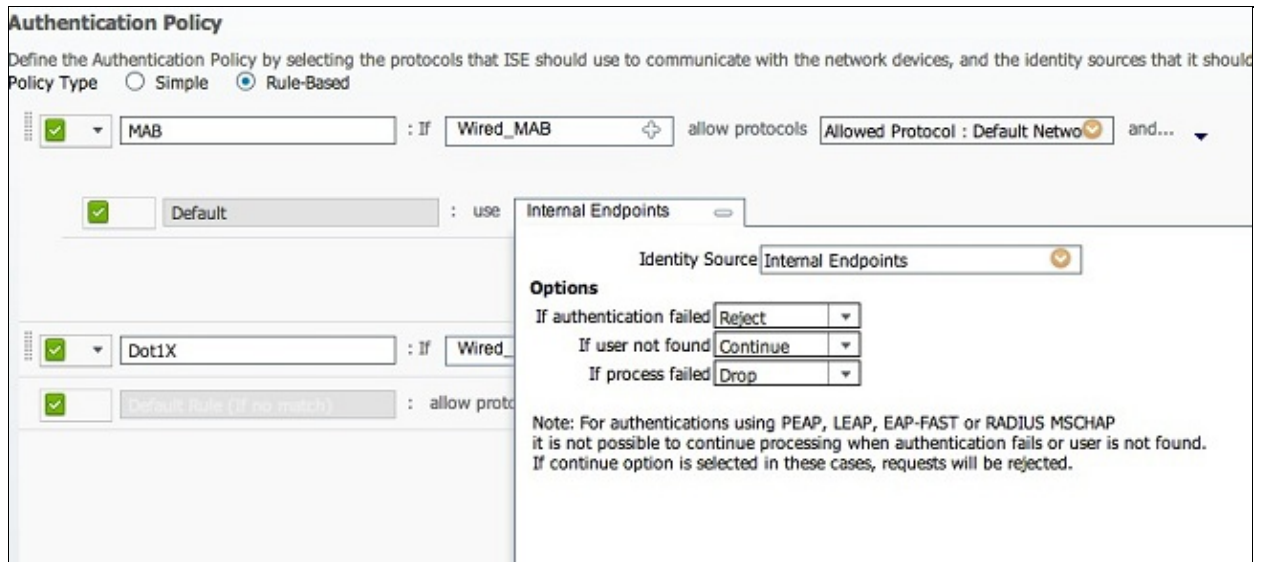 Authentication Policy
Define the Authentication Policy by selecting the protocols that ISE should use to communicate with the network devices, and the identity sources that it should
Policy Type Simple Rule-Based
MAB : If Wired_MAB allow protocols Allowed Protocol : Default Netwo and...
Default : use Internal Endpoints
Identity Source Internal Endpoints
Options
If authentication failed Reject
If user not found Continue
If process failed Drop
Dot1X : If Wired_
Default Rule (If no match) : allow proto
Note: For authentications using PEAP, LEAP, EAP-FAST or RADIUS MSCHAP
it is not possible to continue processing when authentication fails or user is not found.
If continue option is selected in these cases, requests will be rejected.